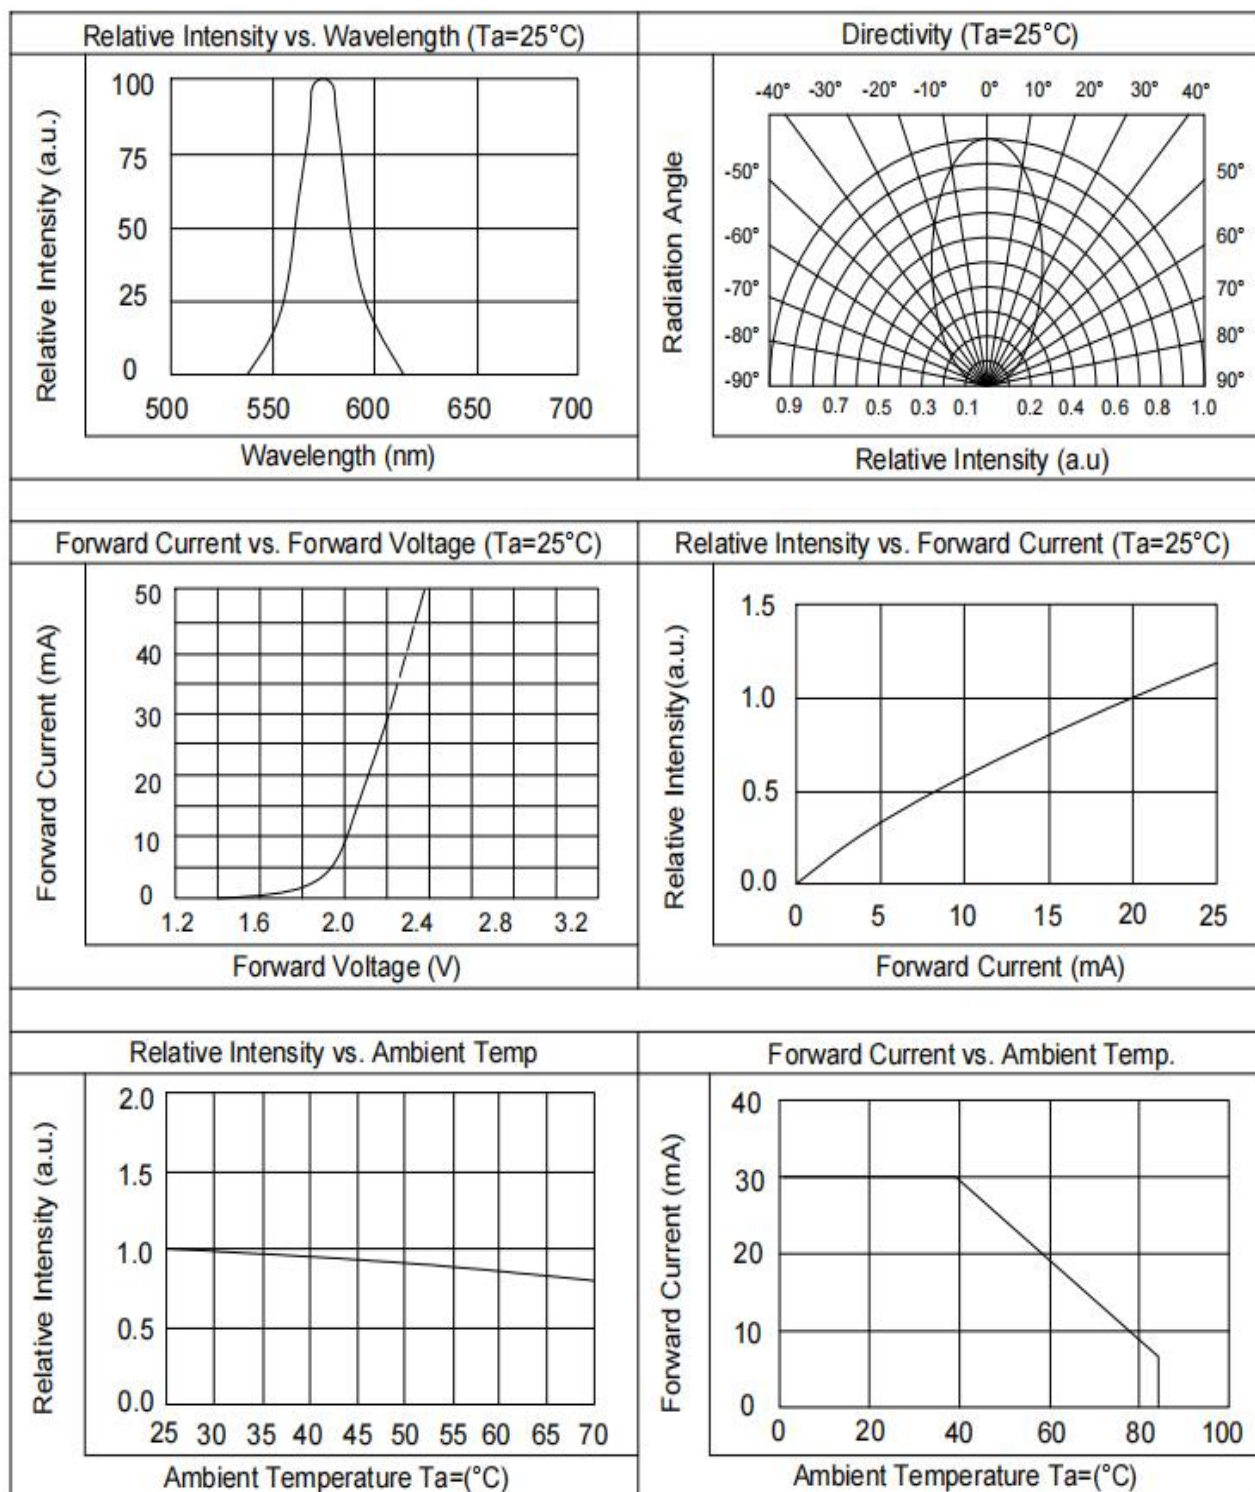 Relative Intensity vs. Wavelength (Ta=25°C)
Relative Intensity (a.u.)
100
75
50
25
0
500 550 600 650 700
Wavelength (nm)
Directivity (Ta=25°C)
Radiation Angle
-40° -30° -20° -10° 0° 10° 20° 30° 40°
-50° 50°
-60° 60°
-70° 70°
-80° 80°
-90° 90°
0.9 0.7 0.5 0.3 0.1 0.2 0.4 0.6 0.8 1.0
Relative Intensity (a.u)
Forward Current vs. Forward Voltage (Ta=25°C)
Forward Current (mA)
50
40
30
20
10
0
1.2 1.6 2.0 2.4 2.8 3.2
Forward Voltage (V)
Relative Intensity vs. Forward Current (Ta=25°C)
Relative Intensity(a.u.)
1.5
1.0
0.5
0.0
0 5 10 15 20 25
Forward Current (mA)
Relative Intensity vs. Ambient Temp
Relative Intensity (a.u.)
2.0
1.5
1.0
0.5
0.0
25 30 35 40 45 50 55 60 65 70
Ambient Temperature Ta=(°C)
Forward Current vs. Ambient Temp.
Forward Current (mA)
40
30
20
10
0
0 20 40 60 80 100
Ambient Temperature Ta=(°C)